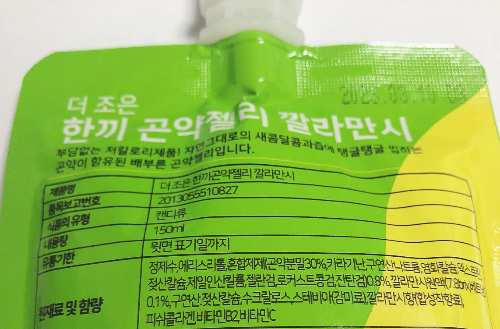 더 조은
한끼 곤약젤리 깔라만시
부담없는 저칼로리제품! 자연그대로의 새콤달콤과즙에 탱글탱글 씹히는
곤약이 함유된 배부른 곤약젤리입니다.
제품명 더 조은 한끼곤약젤리 깔라만시
품목보고번호 2013055510827
식품의 유형 캔디류
내용량 150ml
유통기한 윗면 표기일까지
원재료 및 함량 정제수,에리스리톨,혼합제제(곤약분말30%,카라기난,구연산나트륨,염화칼슘,덱스트린)
젖산칼슘,제일인산칼륨,젤란검,로커스트콩검,잔탄검)0.8%,깔라만시원액
0.1%,구연산,젖산칼슘,수크랄로스,스테비아(감미료),깔라만시향(합성착향료),
피쉬콜라겐,비타민B2,비타민C